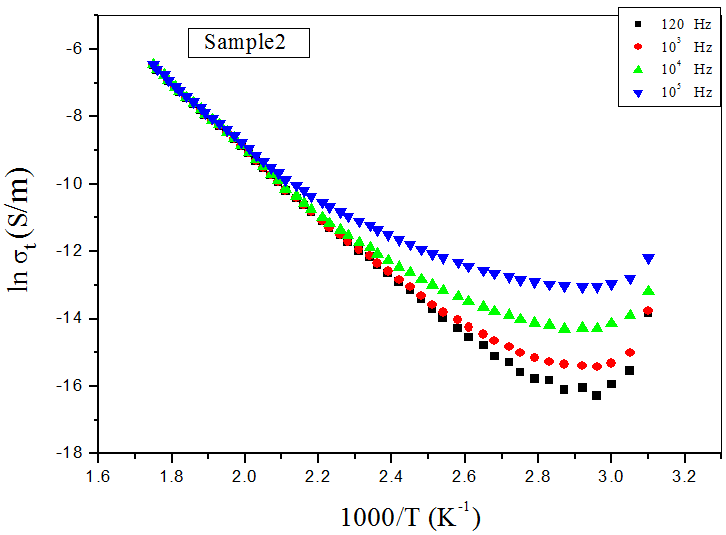 Sample2
120 Hz
10³ Hz
10⁴ Hz
10⁵ Hz
-6
-8
-10
-12
-14
-16
-18
ln σt (S/m)
1.6 1.8 2.0 2.2 2.4 2.6 2.8 3.0 3.2
1000/T (K⁻¹)